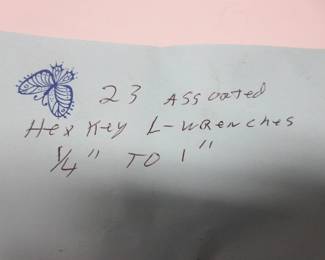 23 Assorted
Hex Key L-wrenches
1/4" TO 1"